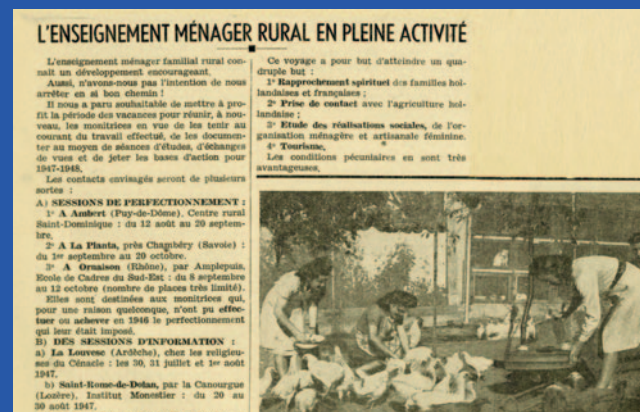 L'ENSEIGNEMENT MÉNAGER RURAL EN PLEINE ACTIVITÉ
L'enseignement ménager familial rural con-
naît un développement encourageant.
Aussi, n'avons-nous pas l'intention de nous
arrêter en si bon chemin !
Il nous a paru souhaitable de mettre à pro-
fit la période des vacances pour réunir, à nou-
veau, les monitrices en vue de les tenir au
courant du travail effectué, de les documen-
ter au moyen de séances d'études, d'échanges
de vues et de jeter les bases d'action pour
1947-1948.
Les contacts envisagés seront de plusieurs
sortes :
A) SESSIONS DE PERFECTIONNEMENT :
1° A Ambert (Puy-de-Dôme), Centre rural
Saint-Dominique : du 12 août au 20 septem-
bre.
2° A La Planta, près Chambéry (Savoie) :
du 1er septembre au 20 octobre.
3° A Ornaison (Rhône), par Amplepuis,
Ecole de Cadres du Sud-Est : du 8 septembre
au 12 octobre (nombre de places très limité).
Elles sont destinées aux monitrices qui,
pour une raison quelconque, n'ont pu effec-
tuer ou achever en 1946 le perfectionnement
qui leur était imposé.
B) DES SESSIONS D'INFORMATION :
a) La Louvesc (Ardèche), chez les religieu-
ses du Cénacle : les 30, 31 juillet et 1er août
1947.
b) Saint-Rome-de-Dolan, par la Canourgue
(Lozère), Institut Monestier : du 20 au
30 août 1947.
Ce voyage a pour but d'atteindre un qua-
druple but :
1° Rapprochement spirituel des familles hol-
landaises et françaises ;
2° Prise de contact avec l'agriculture hol-
landaise ;
3° Etude des réalisations sociales, de l'or-
ganisation ménagère et artisanale féminine.
4° Tourisme.
Les conditions pécuniaires en sont très
avantageuses.